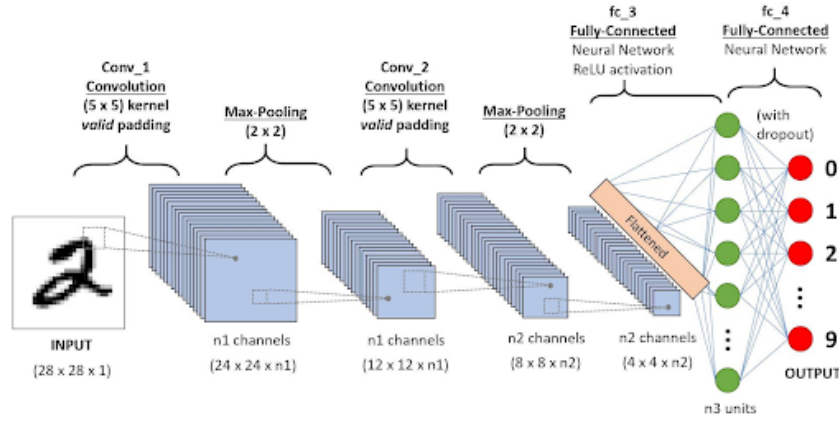 fc_3
Fully-Connected
Neural Network
ReLU activation
fc_4
Fully-Connected
Neural Network
Conv_1
Convolution
(5 x 5) kernel
valid padding
Max-Pooling
(2 x 2)
Conv_2
Convolution
(5 x 5) kernel
valid padding
Max-Pooling
(2 x 2)
(with
dropout)
Flattened
0
1
2
9
INPUT
(28 x 28 x 1)
n1 channels
(24 x 24 x n1)
n1 channels
(12 x 12 x n1)
n2 channels
(8 x 8 x n2)
n2 channels
(4 x 4 x n2)
n3 units
OUTPUT
2